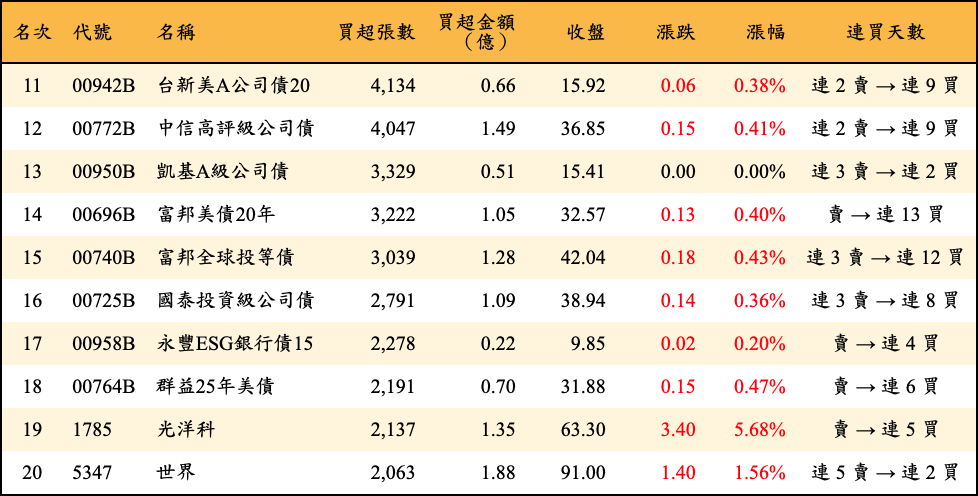 名次 代號 名稱 買超張數 買超金額（億） 收盤 漲跌 漲幅 連買天數
11 00942B 台新美A公司債20 4,134 0.66 15.92 0.06 0.38% 連 2 賣 → 連 9 買
12 00772B 中信高評級公司債 4,047 1.49 36.85 0.15 0.41% 連 2 賣 → 連 9 買
13 00950B 凱基A級公司債 3,329 0.51 15.41 0.00 0.00% 連 3 賣 → 連 2 買
14 00696B 富邦美債20年 3,222 1.05 32.57 0.13 0.40% 賣 → 連 13 買
15 00740B 富邦全球投等債 3,039 1.28 42.04 0.18 0.43% 連 3 賣 → 連 12 買
16 00725B 國泰投資級公司債 2,791 1.09 38.94 0.14 0.36% 連 3 賣 → 連 8 買
17 00958B 永豐ESG銀行債15 2,278 0.22 9.85 0.02 0.20% 賣 → 連 4 買
18 00764B 群益25年美債 2,191 0.70 31.88 0.15 0.47% 賣 → 連 6 買
19 1785 光洋科 2,137 1.35 63.30 3.40 5.68% 賣 → 連 5 買
20 5347 世界 2,063 1.88 91.00 1.40 1.56% 連 5 賣 → 連 2 買